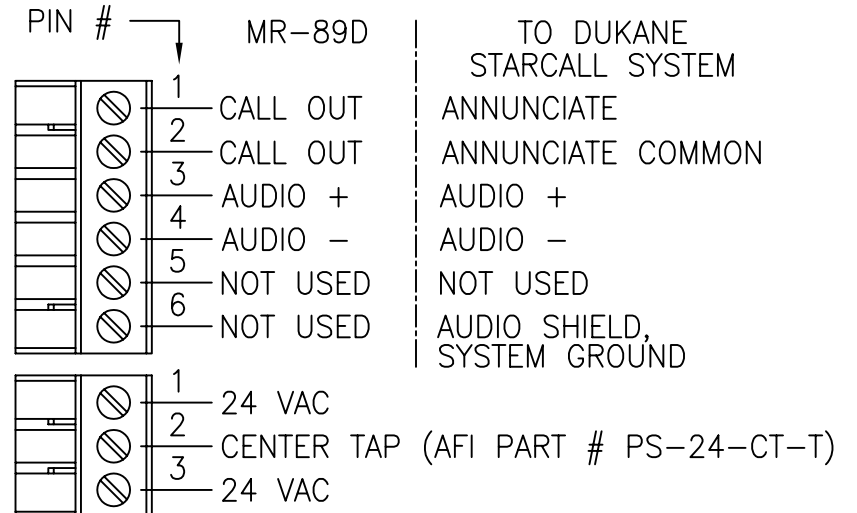 PIN # MR-89D TO DUKANE
STARCALL SYSTEM
1 CALL OUT ANNUNCIATE
2 CALL OUT ANNUNCIATE COMMON
3 AUDIO + AUDIO +
4 AUDIO - AUDIO -
5 NOT USED NOT USED
6 NOT USED AUDIO SHIELD,
SYSTEM GROUND
1 24 VAC
2 CENTER TAP (AFI PART # PS-24-CT-T)
3 24 VAC